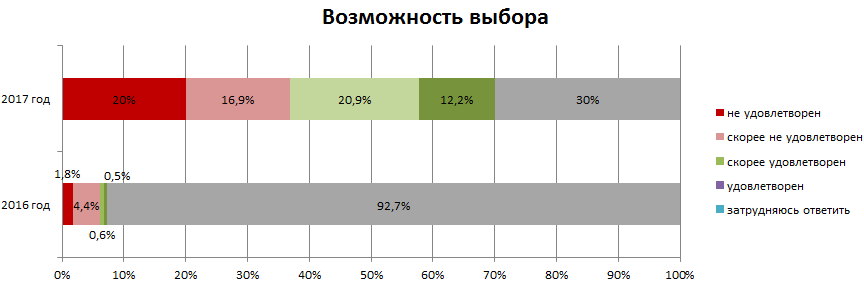 Возможность выбора
2017 год
20%
16,9%
20,9%
12,2%
30%
2016 год
1,8%
4,4%
0,6%
0,5%
92,7%
0% 10% 20% 30% 40% 50% 60% 70% 80% 90% 100%
не удовлетворен
скорее не удовлетворен
скорее удовлетворен
удовлетворен
затрудняюсь ответить